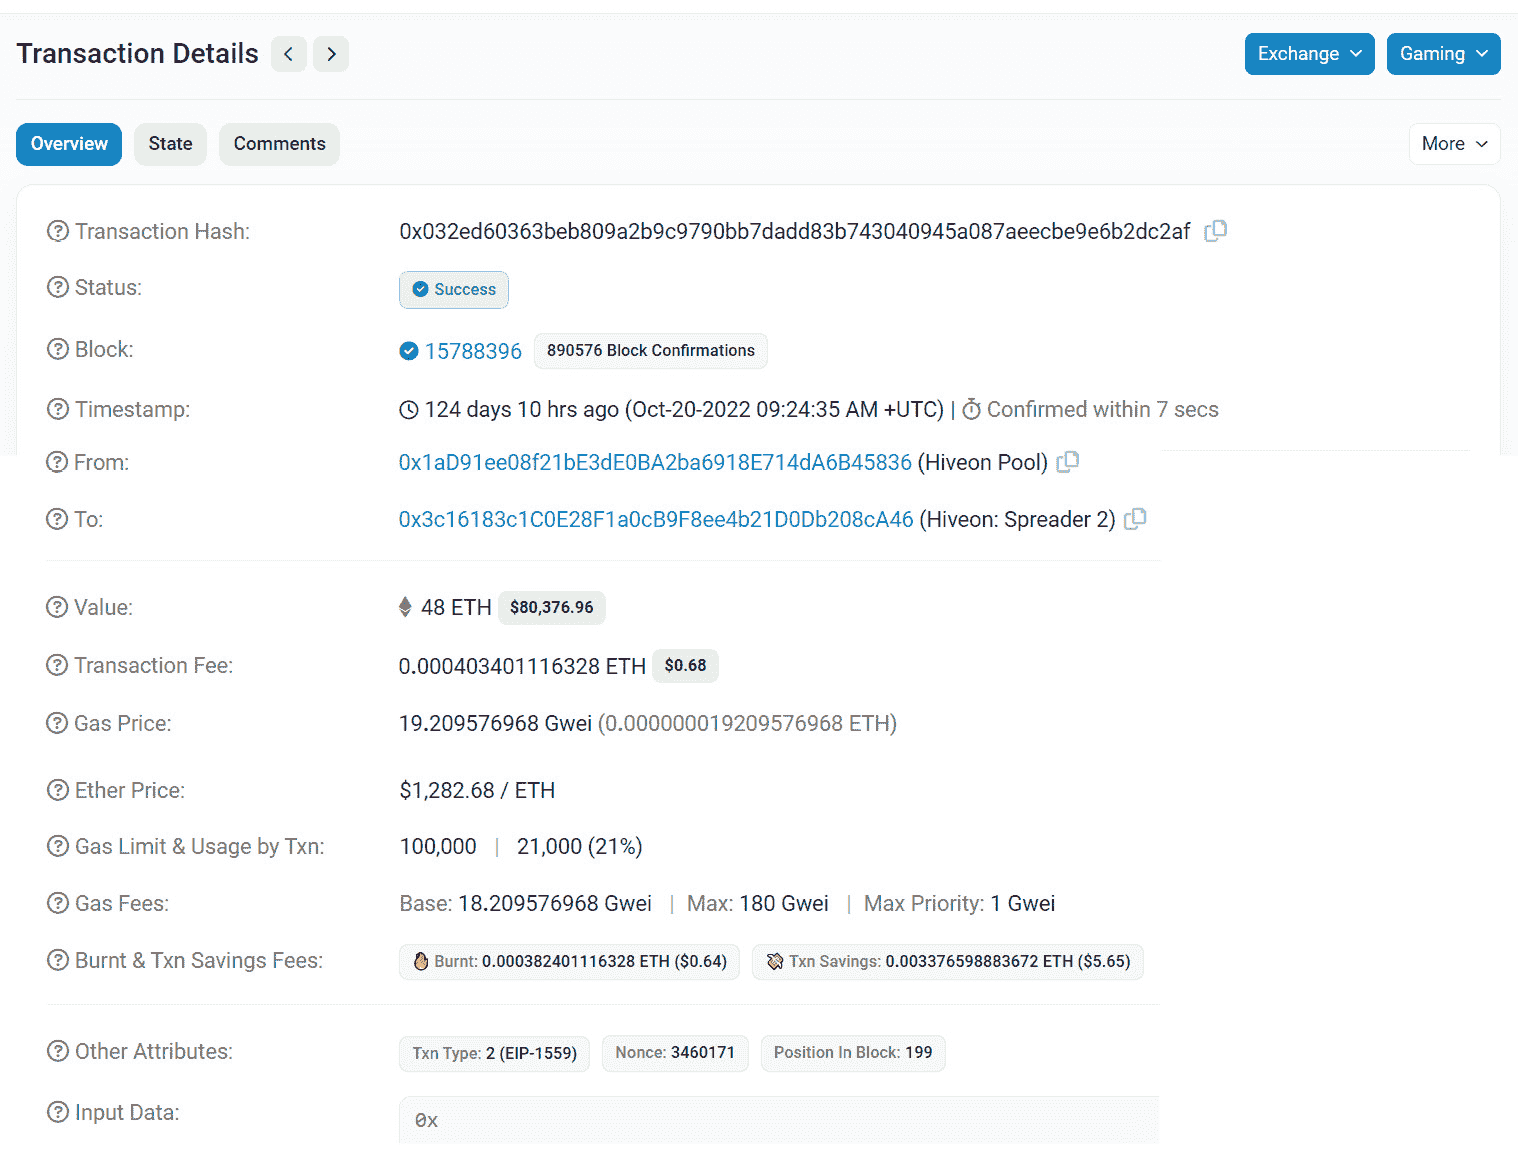 Transaction Details
Exchange
Gaming
Overview
State
Comments
More
Transaction Hash: 0x032ed60363beb809a2b9c9790bb7dadd83b743040945a087aeecbe9e6b2dc2af
Status: Success
Block: 15788396 890576 Block Confirmations
Timestamp: 124 days 10 hrs ago (Oct-20-2022 09:24:35 AM +UTC) | Confirmed within 7 secs
From: 0x1aD91ee08f21bE3dE0BA2ba6918E714dA6B45836 (Hiveon Pool)
To: 0x3c16183c1C0E28F1a0cB9F8ee4b21D0Db208cA46 (Hiveon: Spreader 2)
Value: 48 ETH $80,376.96
Transaction Fee: 0.000403401116328 ETH $0.68
Gas Price: 19.209576968 Gwei (0.000000019209576968 ETH)
Ether Price: $1,282.68 / ETH
Gas Limit & Usage by Txn: 100,000 | 21,000 (21%)
Gas Fees: Base: 18.209576968 Gwei | Max: 180 Gwei | Max Priority: 1 Gwei
Burnt & Txn Savings Fees: Burnt: 0.000382401116328 ETH ($0.64) Txn Savings: 0.003376598883672 ETH ($5.65)
Other Attributes: Txn Type: 2 (EIP-1559) Nonce: 3460171 Position In Block: 199
Input Data: 0x